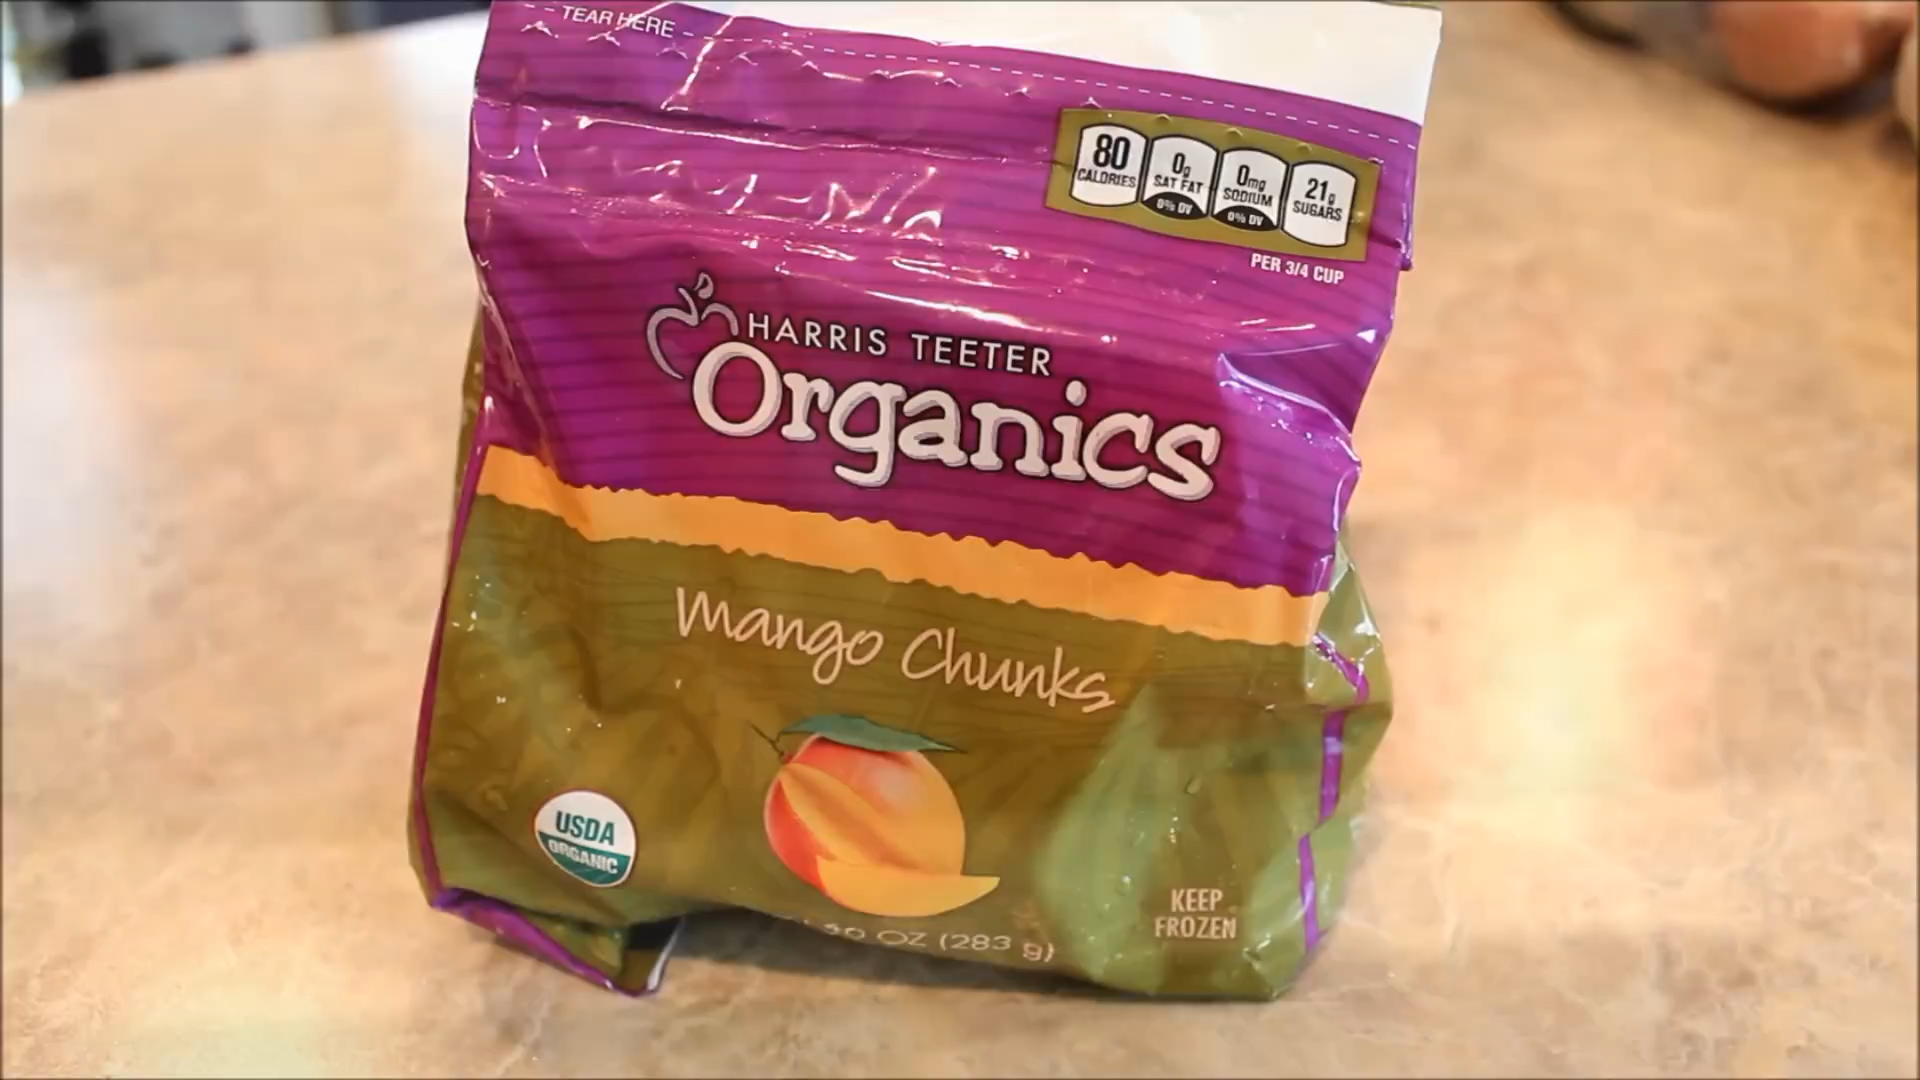 TEAR HERE
80
CALORIES
0g
SAT FAT
0% DV
0mg
SODIUM
0% DV
21g
SUGARS
PER 3/4 CUP
HARRIS TEETER
Organics
Mango Chunks
USDA
ORGANIC
KEEP
FROZEN
OZ (283 g)